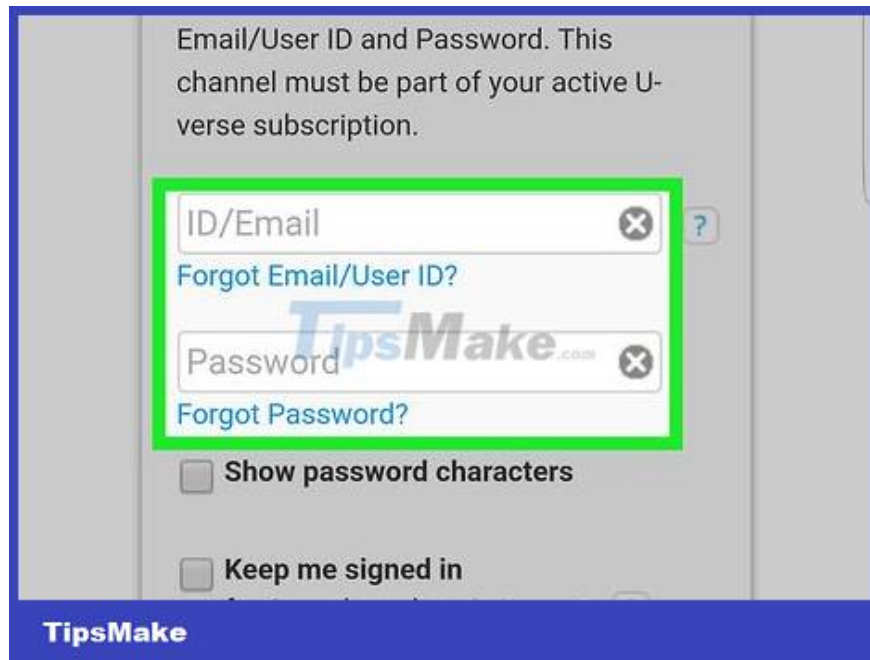 Email/User ID and Password. This
channel must be part of your active U-
verse subscription.
ID/Email
?
Forgot Email/User ID?
TipsMake.com
Password
Forgot Password?
Show password characters
Keep me signed in
TipsMake